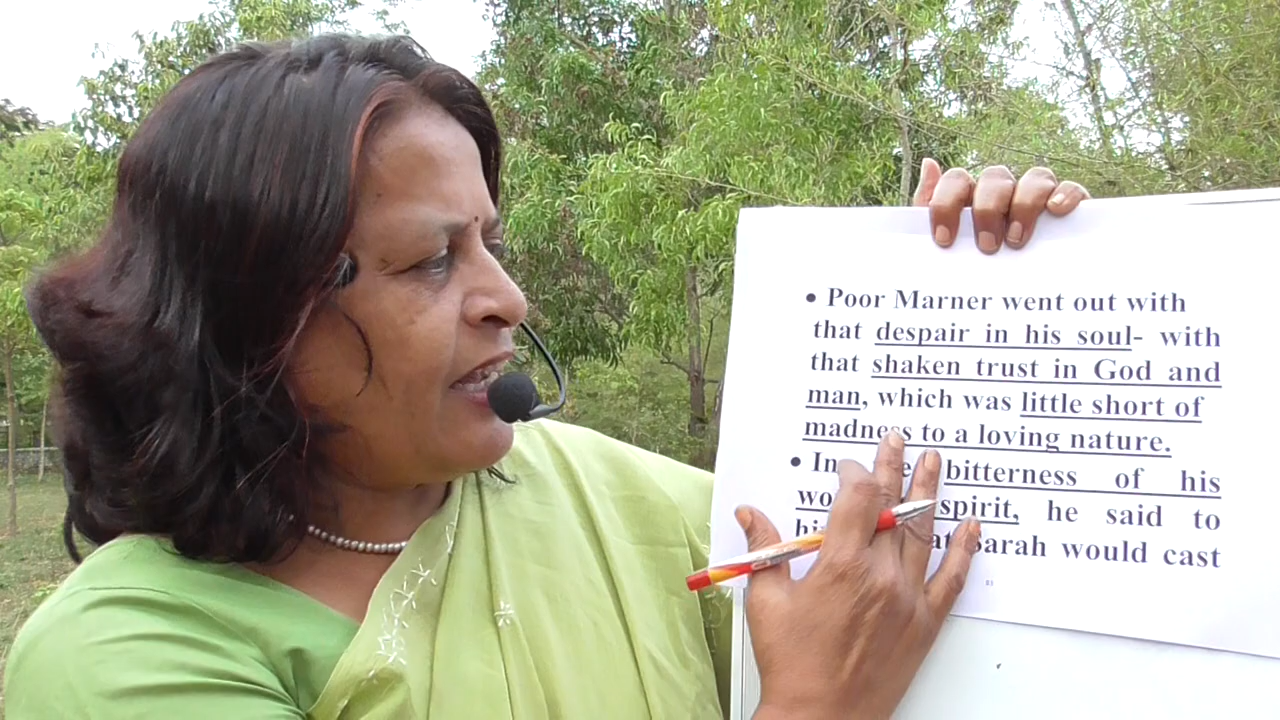 • Poor Marner went out with
that despair in his soul- with
that shaken trust in God and
man, which was little short of
madness to a loving nature.
• In bitterness of his
spirit, he said to
Sarah would cast